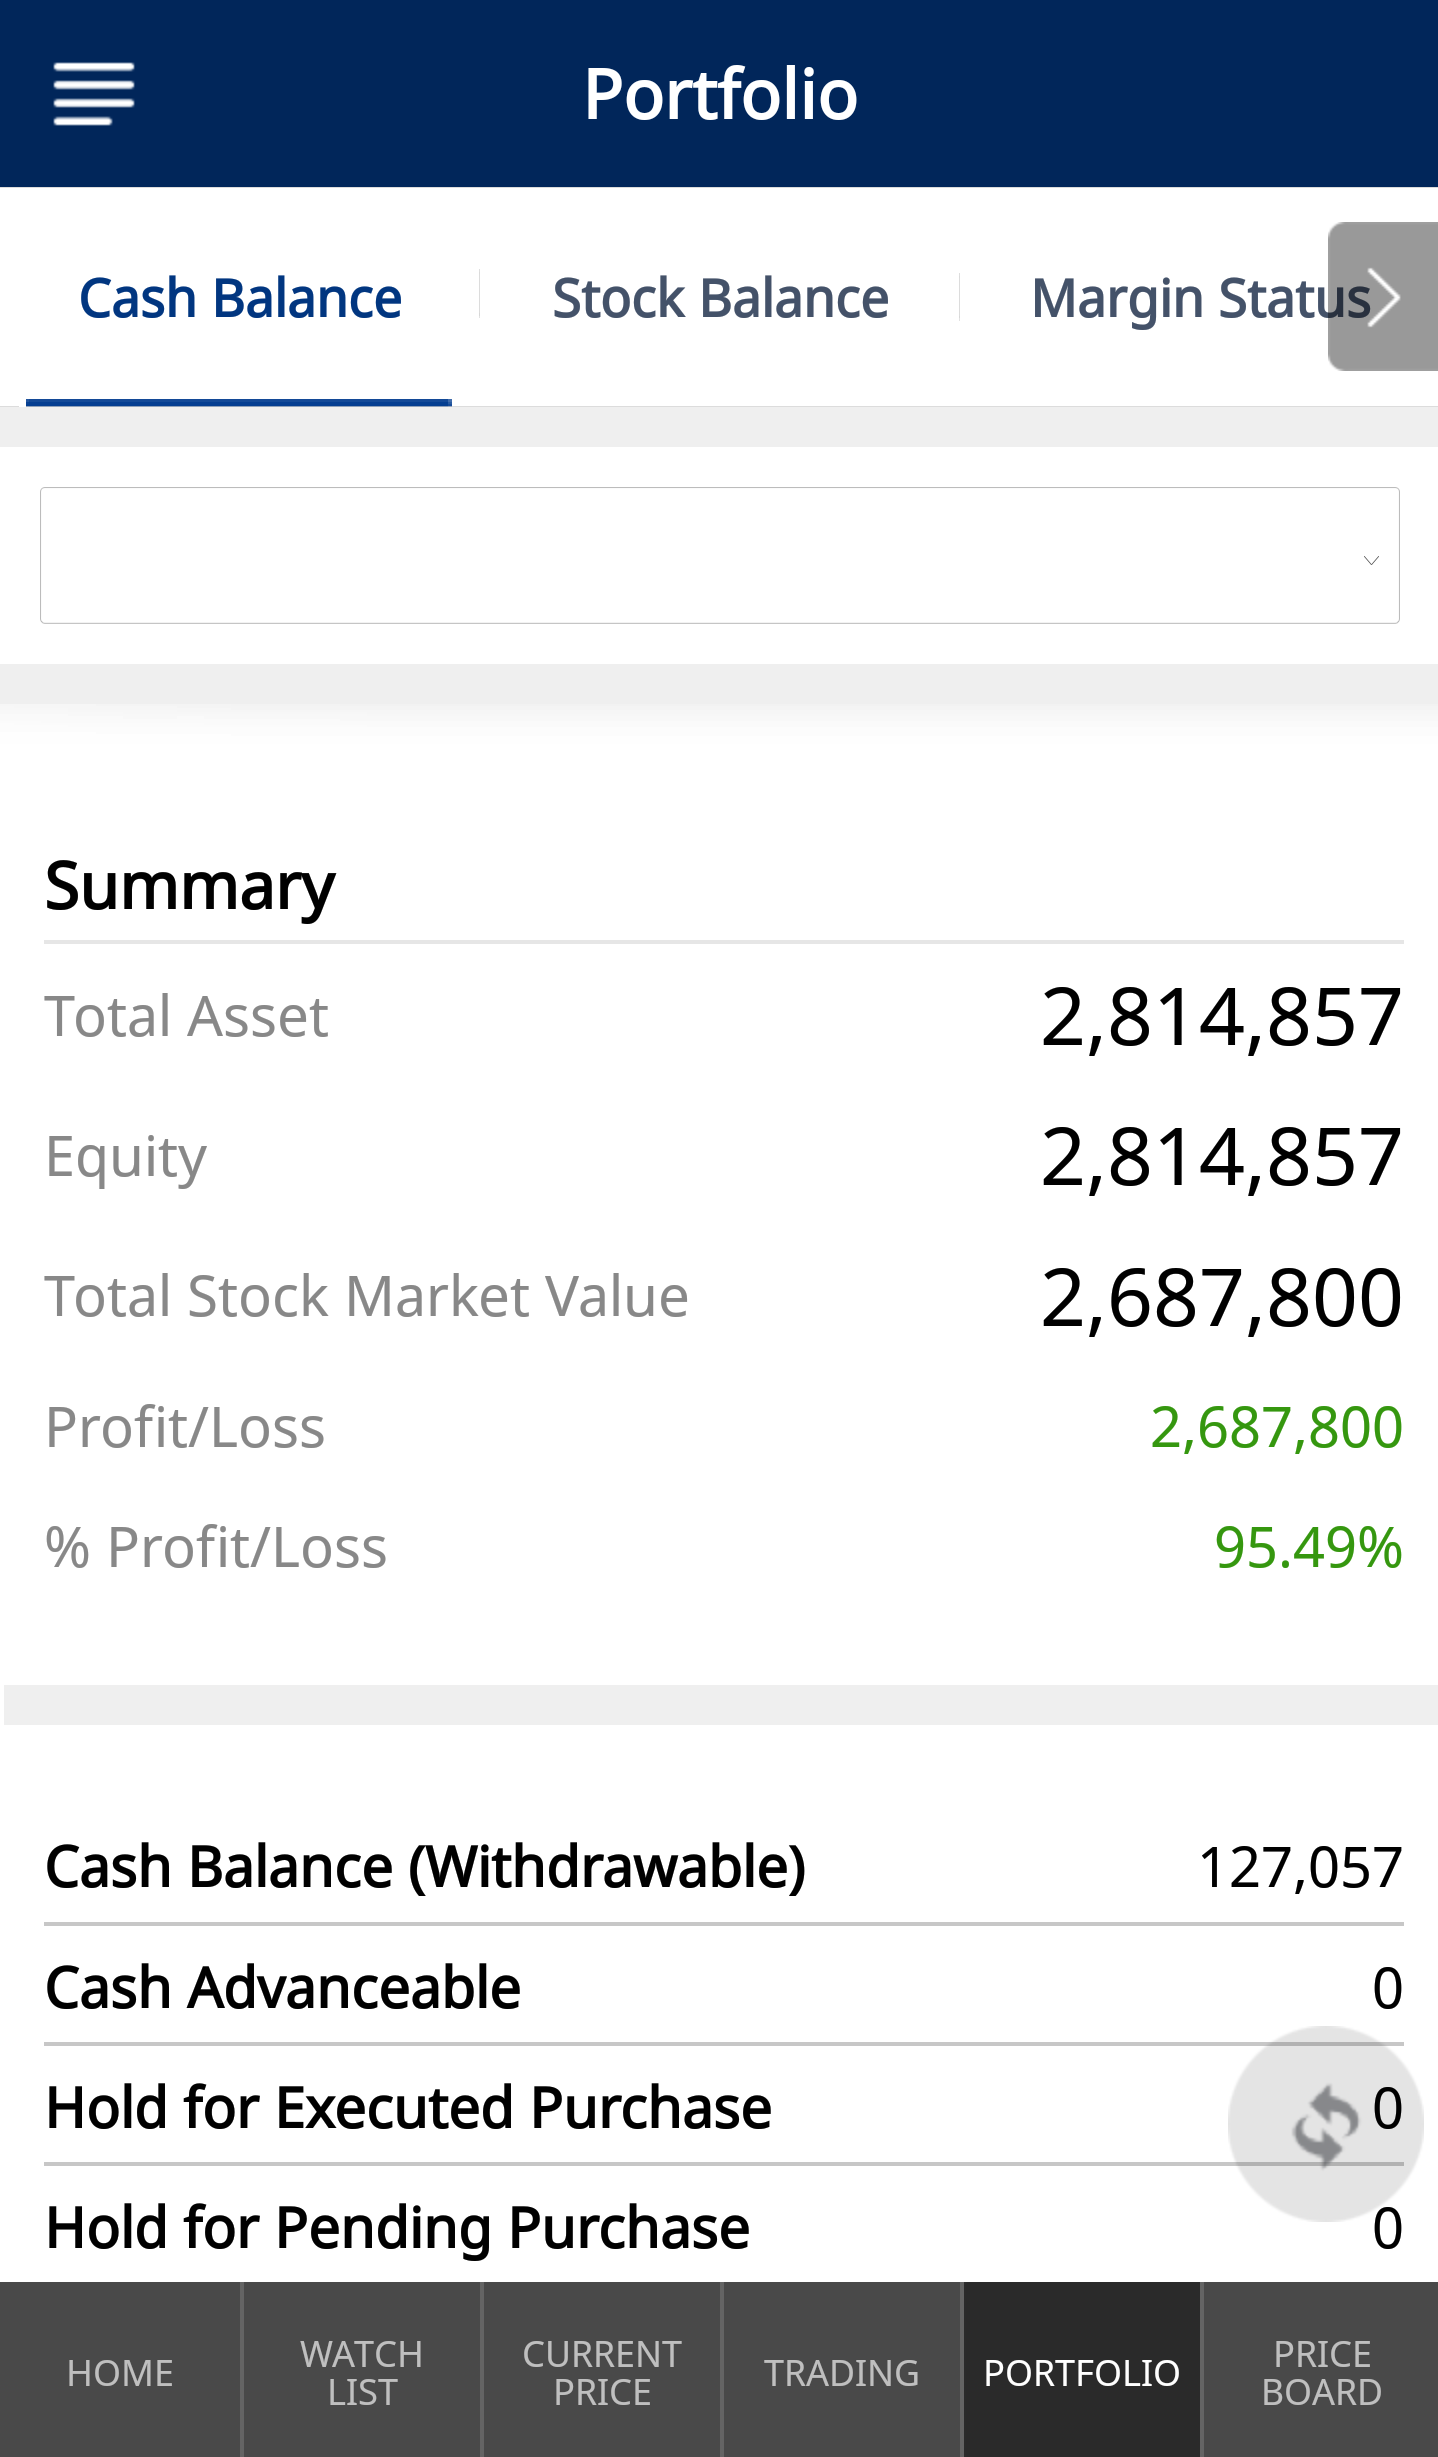 Portfolio
Cash Balance
Stock Balance
Margin Status
Summary
Total Asset 2,814,857
Equity 2,814,857
Total Stock Market Value 2,687,800
Profit/Loss 2,687,800
% Profit/Loss 95.49%
Cash Balance (Withdrawable) 127,057
Cash Advanceable 0
Hold for Executed Purchase 0
Hold for Pending Purchase 0
HOME
WATCH
LIST
CURRENT
PRICE
TRADING
PORTFOLIO
PRICE
BOARD